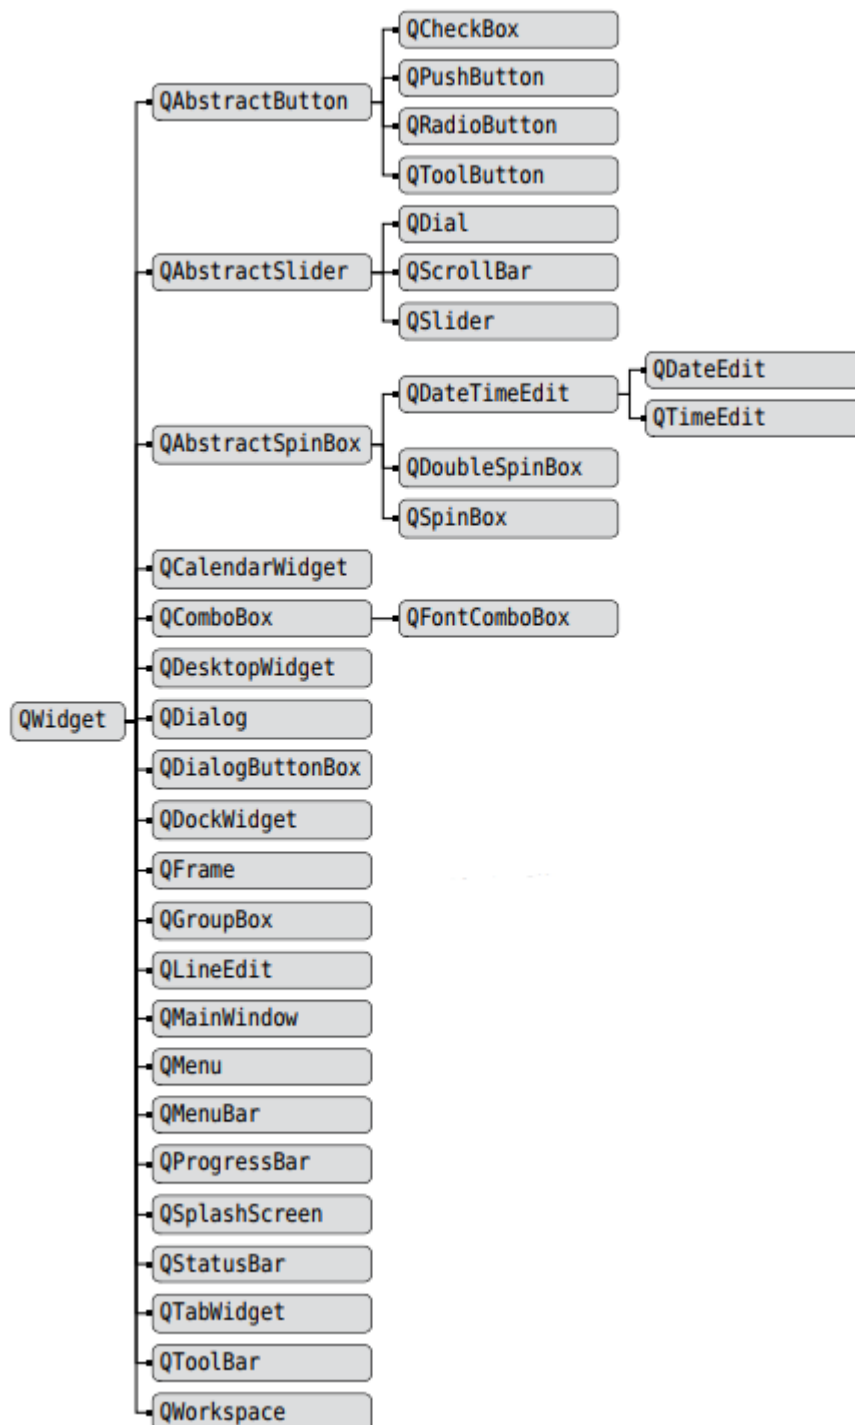 QCheckBox
QPushButton
QAbstractButton
QRadioButton
QToolButton
QDial
QAbstractSlider
QScrollBar
QSlider
QDateEdit
QDateTimeEdit
QTimeEdit
QAbstractSpinBox
QDoubleSpinBox
QSpinBox
QCalendarWidget
QComboBox
QFontComboBox
QDesktopWidget
QWidget
QDialog
QDialogButtonBox
QDockWidget
QFrame
QGroupBox
QLineEdit
QMainWindow
QMenu
QMenuBar
QProgressBar
QSplashScreen
QStatusBar
QTabWidget
QToolBar
QWorkspace